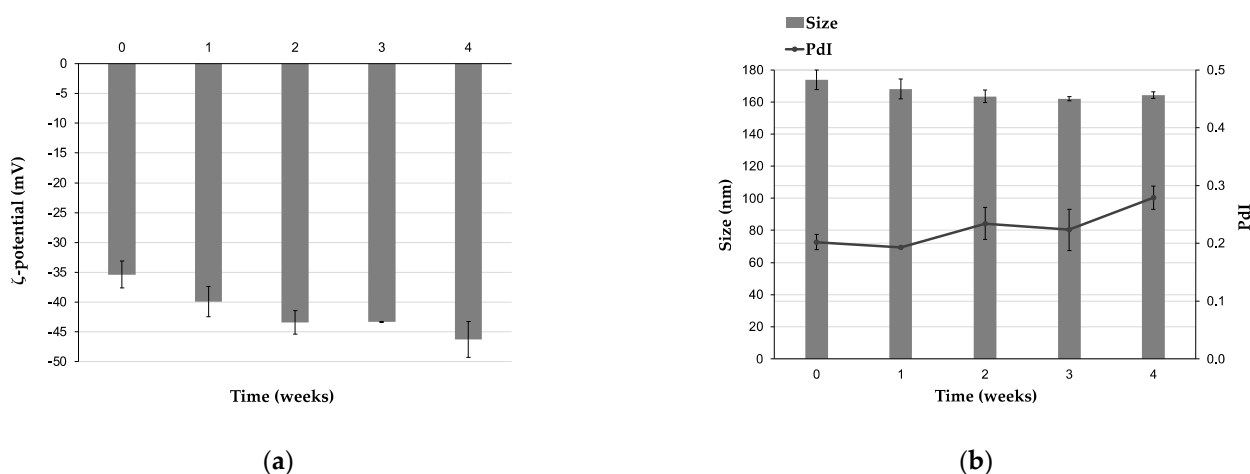 0 1 2 3 4
0
-5
-10
-15
-20
-25
-30
-35
-40
-45
-50
ζ-potential (mV)
Time (weeks)
(a)
Size
PdI
180
160
140
120
100
80
60
40
20
0
Size (nm)
0.5
0.4
0.3
0.2
0.1
0.0
PdI
0 1 2 3 4
Time (weeks)
(b)